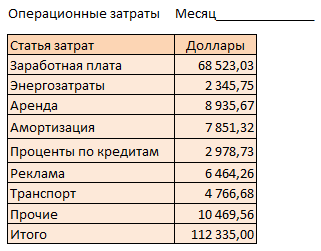 Операционные затраты Месяц_______________
Статья затрат Доллары
Заработная плата 68 523,03
Энергозатраты 2 345,75
Аренда 8 935,67
Амортизация 7 851,32
Проценты по кредитам 2 978,73
Реклама 6 464,26
Транспорт 4 766,68
Прочие 10 469,56
Итого 112 335,00